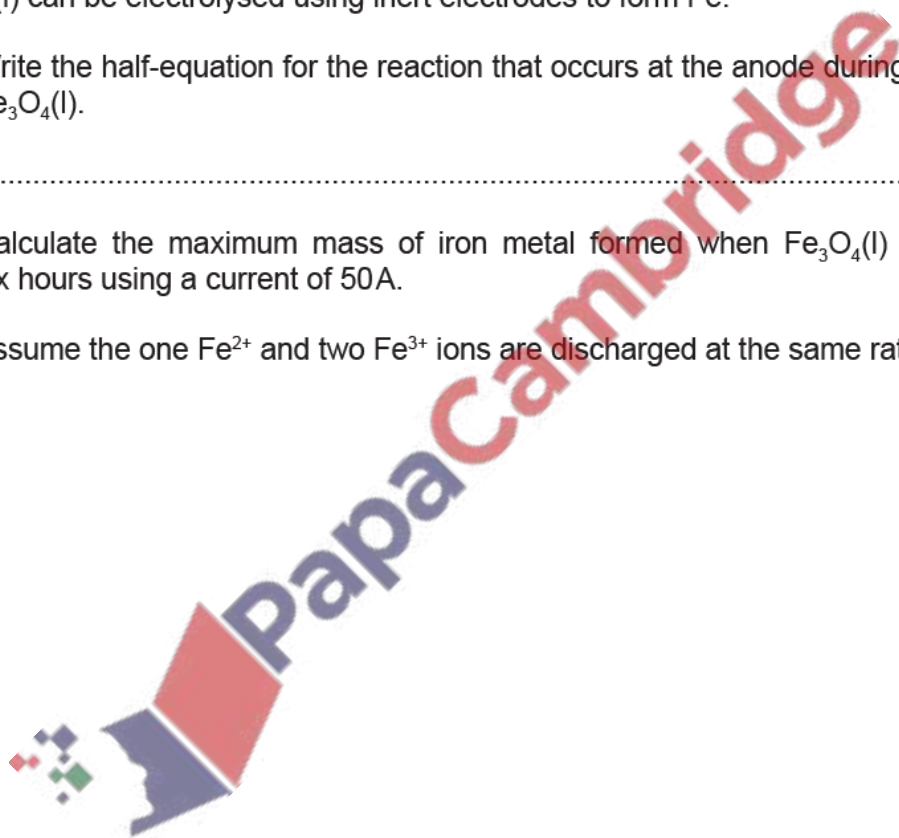 (l) can be electrolysed using inert electrodes to form Fe.
rite the half-equation for the reaction that occurs at the anode during
e₃O₄(l).
alculate the maximum mass of iron metal formed when Fe₃O₄(l)
x hours using a current of 50A.
ssume the one Fe²⁺ and two Fe³⁺ ions are discharged at the same rat
PapaCambridge